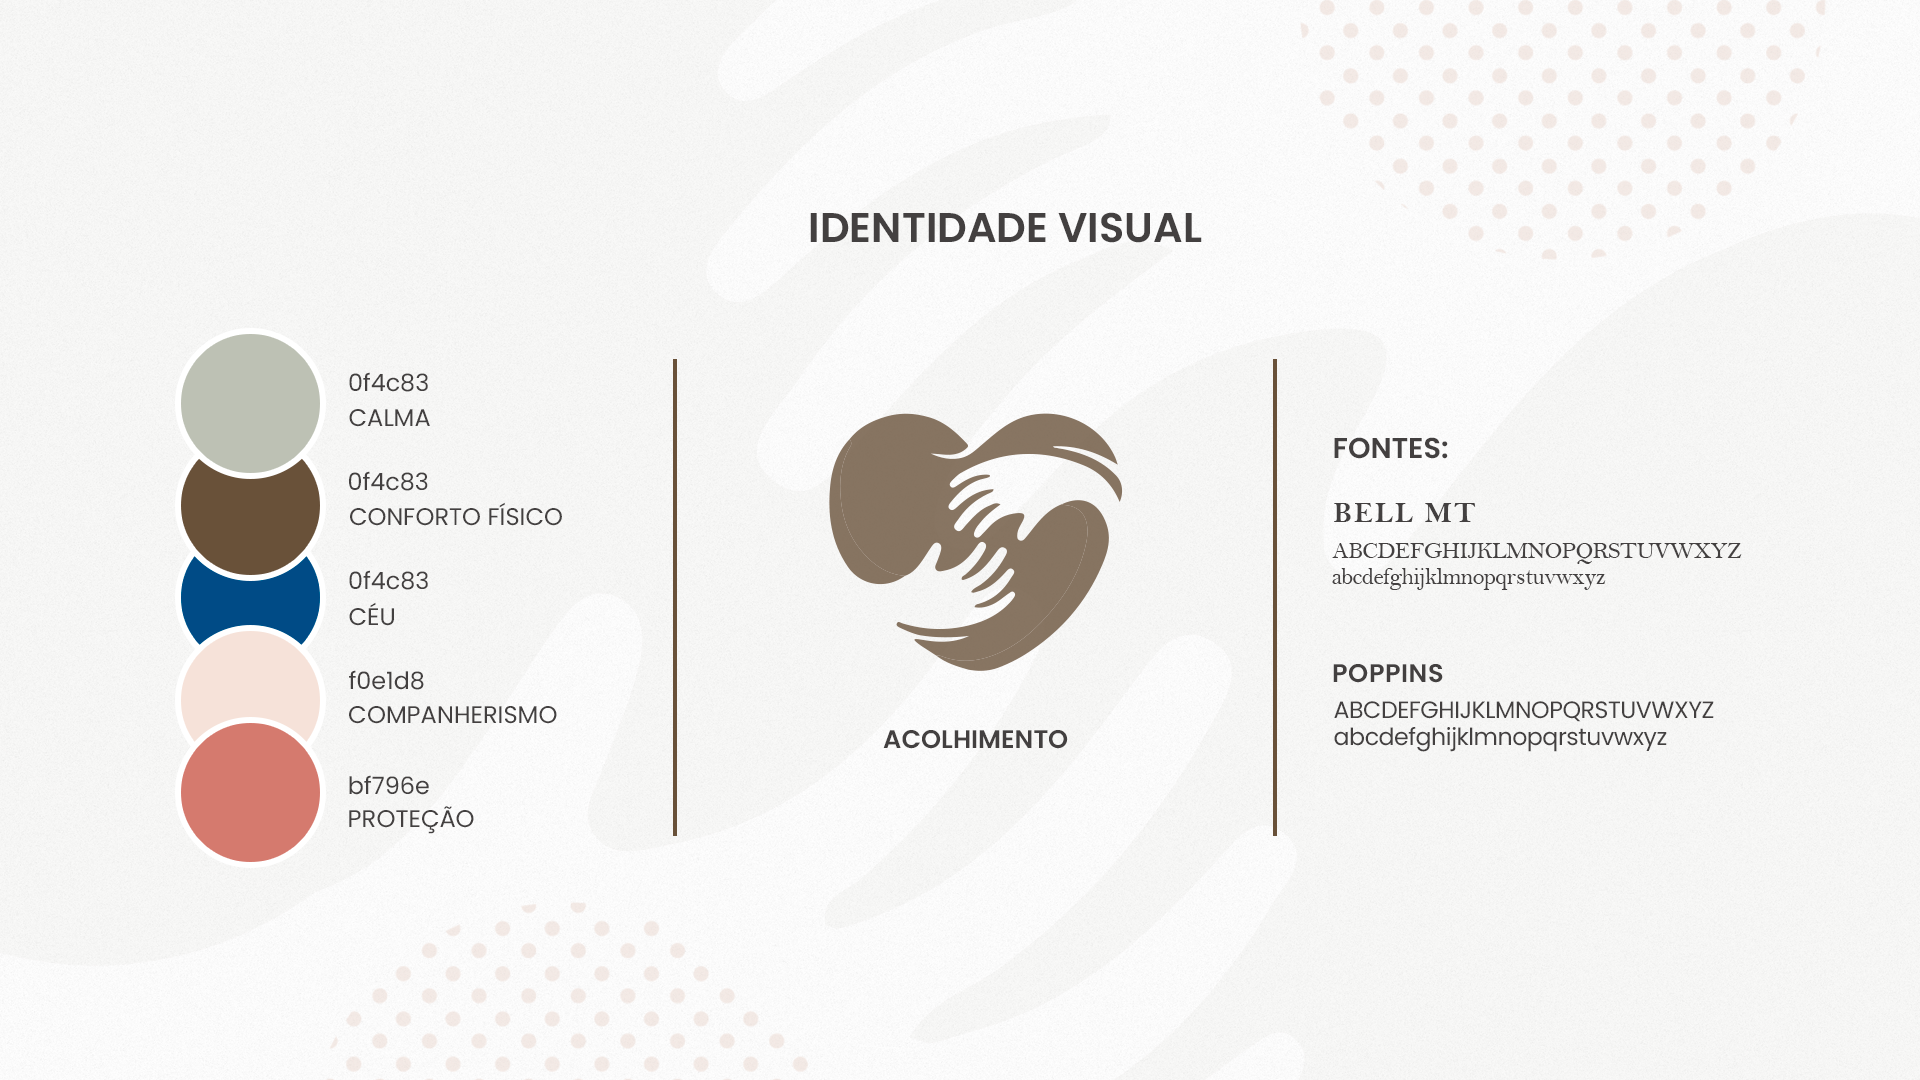 IDENTIDADE VISUAL
0f4c83
CALMA
0f4c83
CONFORTO FÍSICO
0f4c83
CÉU
f0e1d8
COMPANHERISMO
bf796e
PROTEÇÃO
ACOLHIMENTO
FONTES:
BELL MT
ABCDEFGHIJKLMNOPQRSTUVWXYZ
abcdefghijklmnopqrstuvwxyz
POPPINS
ABCDEFGHIJKLMNOPQRSTUVWXYZ
abcdefghijklmnopqrstuvwxyz